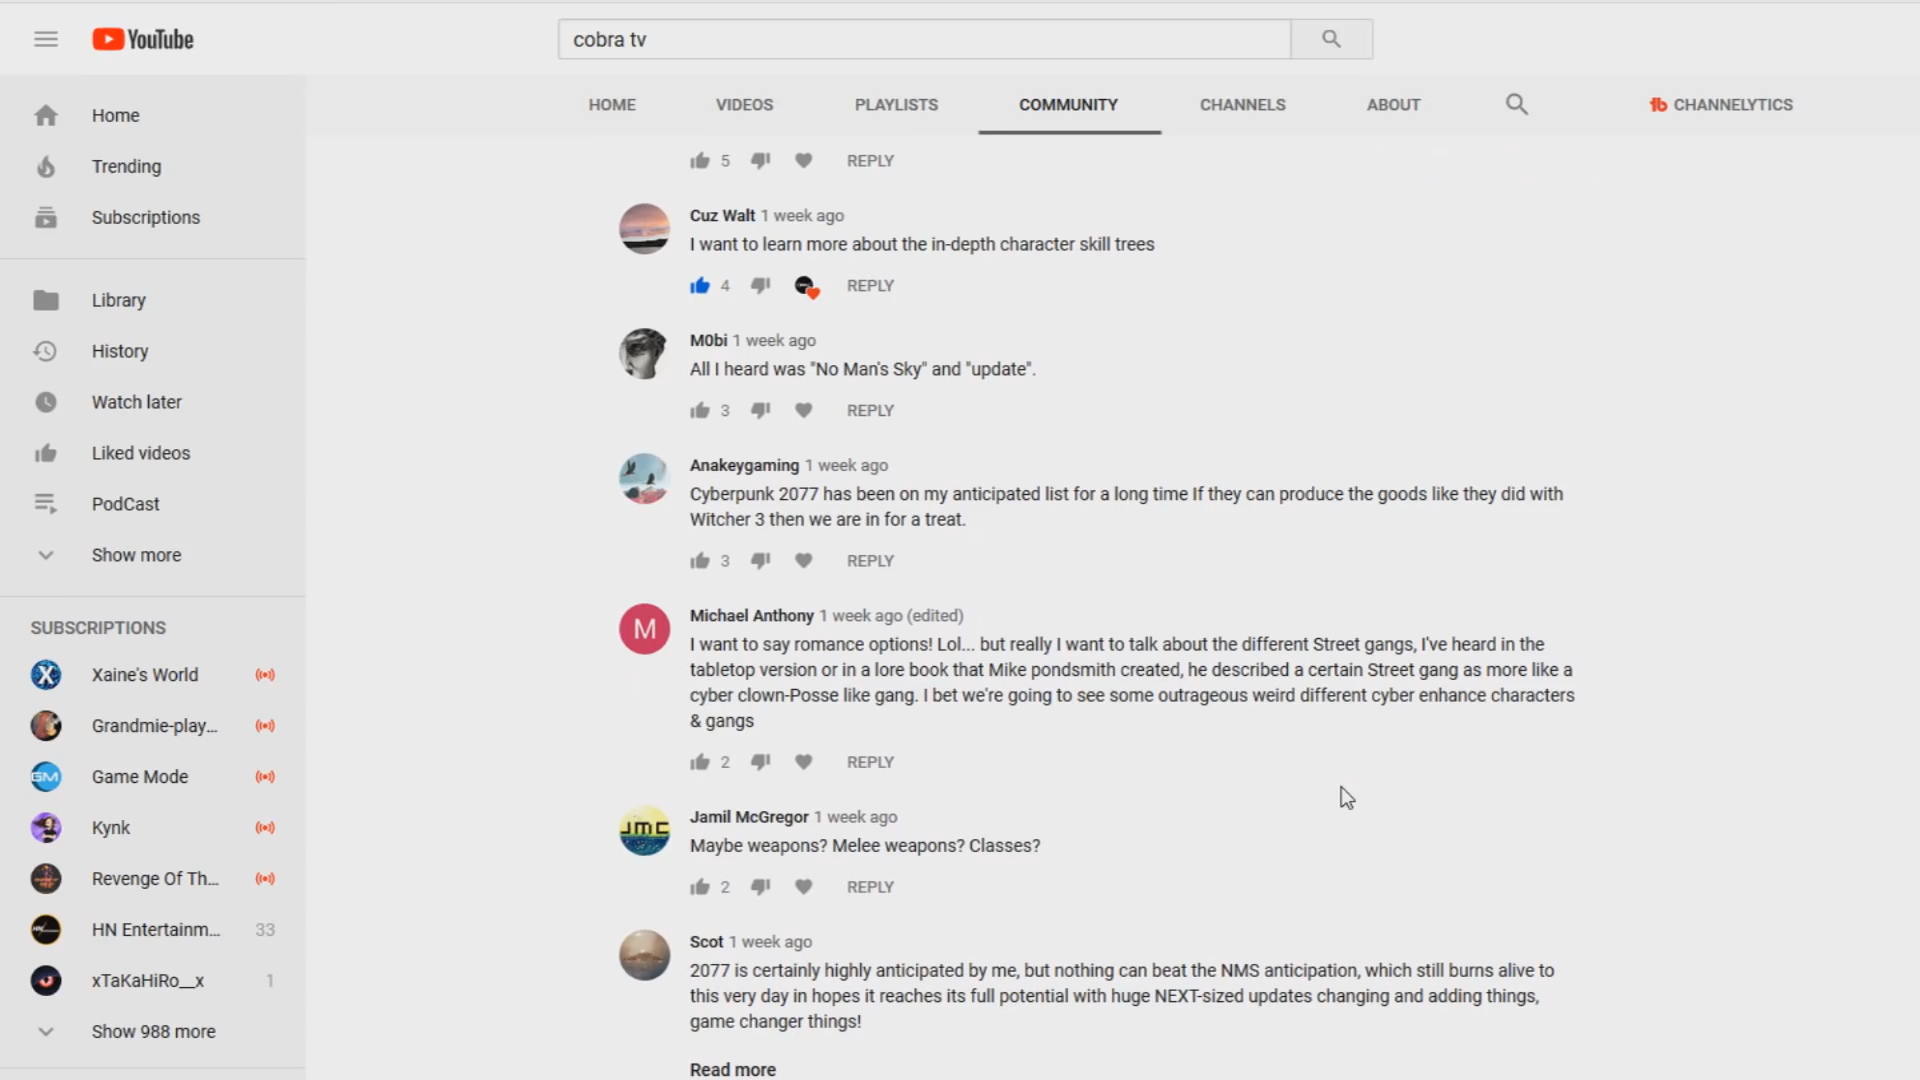 YouTube
cobra tv
HOME VIDEOS PLAYLISTS COMMUNITY CHANNELS ABOUT CHANNELYTICS
Home
Trending
Subscriptions
Library
History
Watch later
Liked videos
PodCast
Show more
SUBSCRIPTIONS
Xaine's World
Grandmie-play...
GM Game Mode
Kynk
Revenge Of Th...
HN Entertainm... 33
xTaKaHiRo__x 1
Show 988 more
5 REPLY
Cuz Walt 1 week ago
I want to learn more about the in-depth character skill trees
4 REPLY
M0bi 1 week ago
All I heard was "No Man's Sky" and "update".
3 REPLY
Anakeygaming 1 week ago
Cyberpunk 2077 has been on my anticipated list for a long time If they can produce the goods like they did with
Witcher 3 then we are in for a treat.
3 REPLY
M
Michael Anthony 1 week ago (edited)
I want to say romance options! Lol... but really I want to talk about the different Street gangs, I've heard in the
tabletop version or in a lore book that Mike pondsmith created, he described a certain Street gang as more like a
cyber clown-Posse like gang. I bet we're going to see some outrageous weird different cyber enhance characters
& gangs
2 REPLY
JMC
Jamil McGregor 1 week ago
Maybe weapons? Melee weapons? Classes?
2 REPLY
Scot 1 week ago
2077 is certainly highly anticipated by me, but nothing can beat the NMS anticipation, which still burns alive to
this very day in hopes it reaches its full potential with huge NEXT-sized updates changing and adding things,
game changer things!
Read more